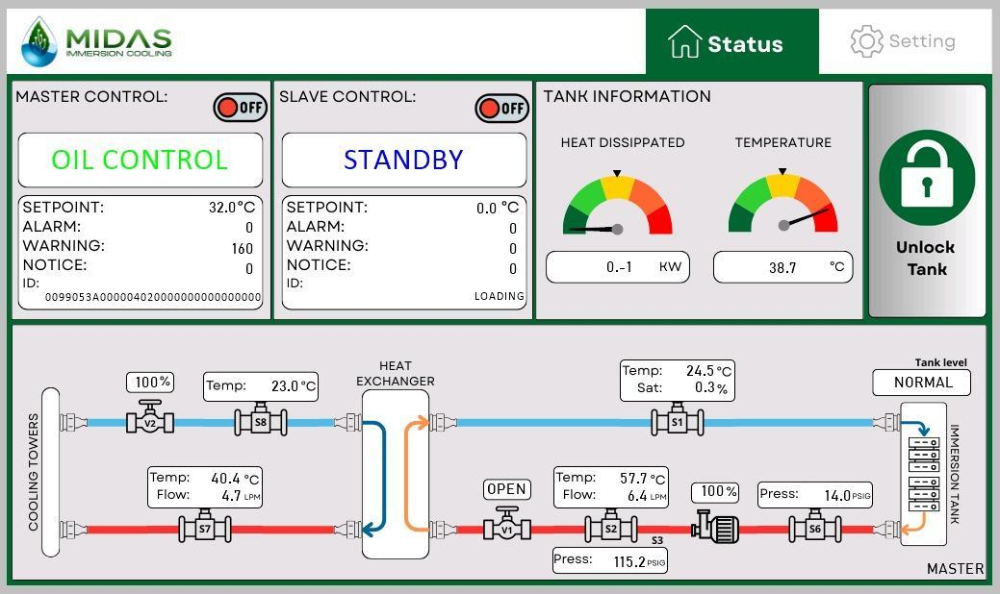 MIDAS
IMMERSION COOLING
Status
Setting
MASTER CONTROL:
OFF
OIL CONTROL
SETPOINT: 32.0°C
ALARM: 0
WARNING: 160
NOTICE: 0
ID:
0099053A0000040200000000000000000
SLAVE CONTROL:
OFF
STANDBY
SETPOINT: 0.0 °C
ALARM: 0
WARNING: 0
NOTICE: 0
ID:
LOADING
TANK INFORMATION
HEAT DISSIPPATED
0.-1 KW
TEMPERATURE
38.7 °C
Unlock
Tank
COOLING TOWERS
100%
V2
Temp: 23.0°C
S8
HEAT
EXCHANGER
Temp: 24.5°C
Sat: 0.3%
S1
Tank level
NORMAL
IMMERSION TANK
Temp: 40.4 °C
Flow: 4.7 LPM
S7
OPEN
V1
Temp: 57.7°C
Flow: 6.4 LPM
S2
S3
Press: 115.2 PSIG
100%
Press: 14.0 PSIG
S6
MASTER